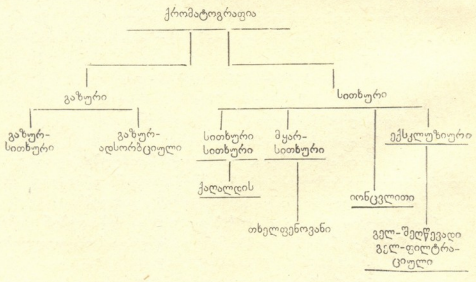 ქრომატოგრაფია
გაზური
სითხური
გაზურ-
სითხური
გაზურ-
ადსორბციული
სითხური
სითხური
მყარ-
სითხური
ექსკლუზიური
ქაღალდის
იონცვლითი
თხელფენოვანი
გელ-შეღწევადი
გელ-ფილტრა-
ციული